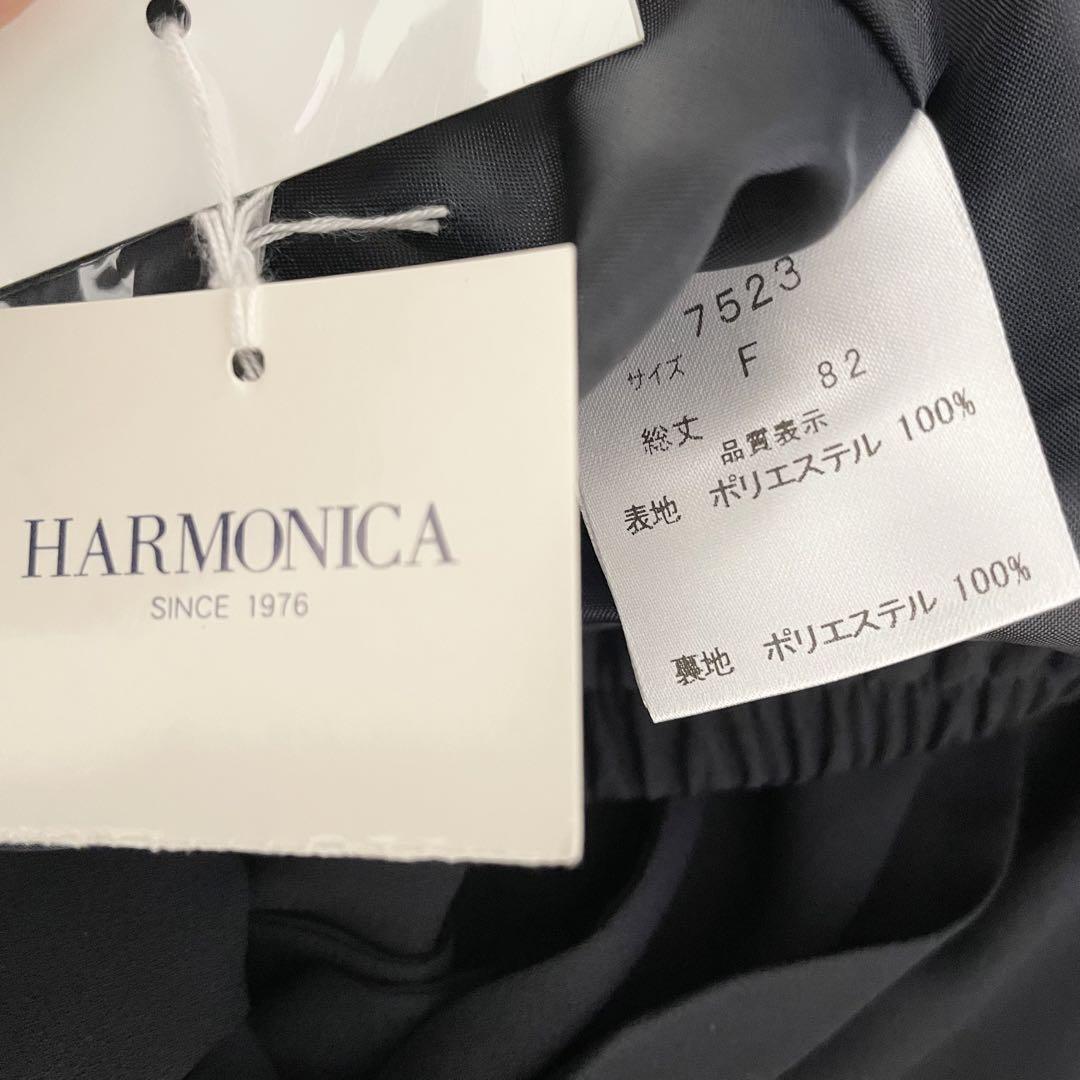 HARMONICA
SINCE 1976
7523
サイズ F
総丈 82
品質表示
表地 ポリエステル 100%
裏地 ポリエステル 100%